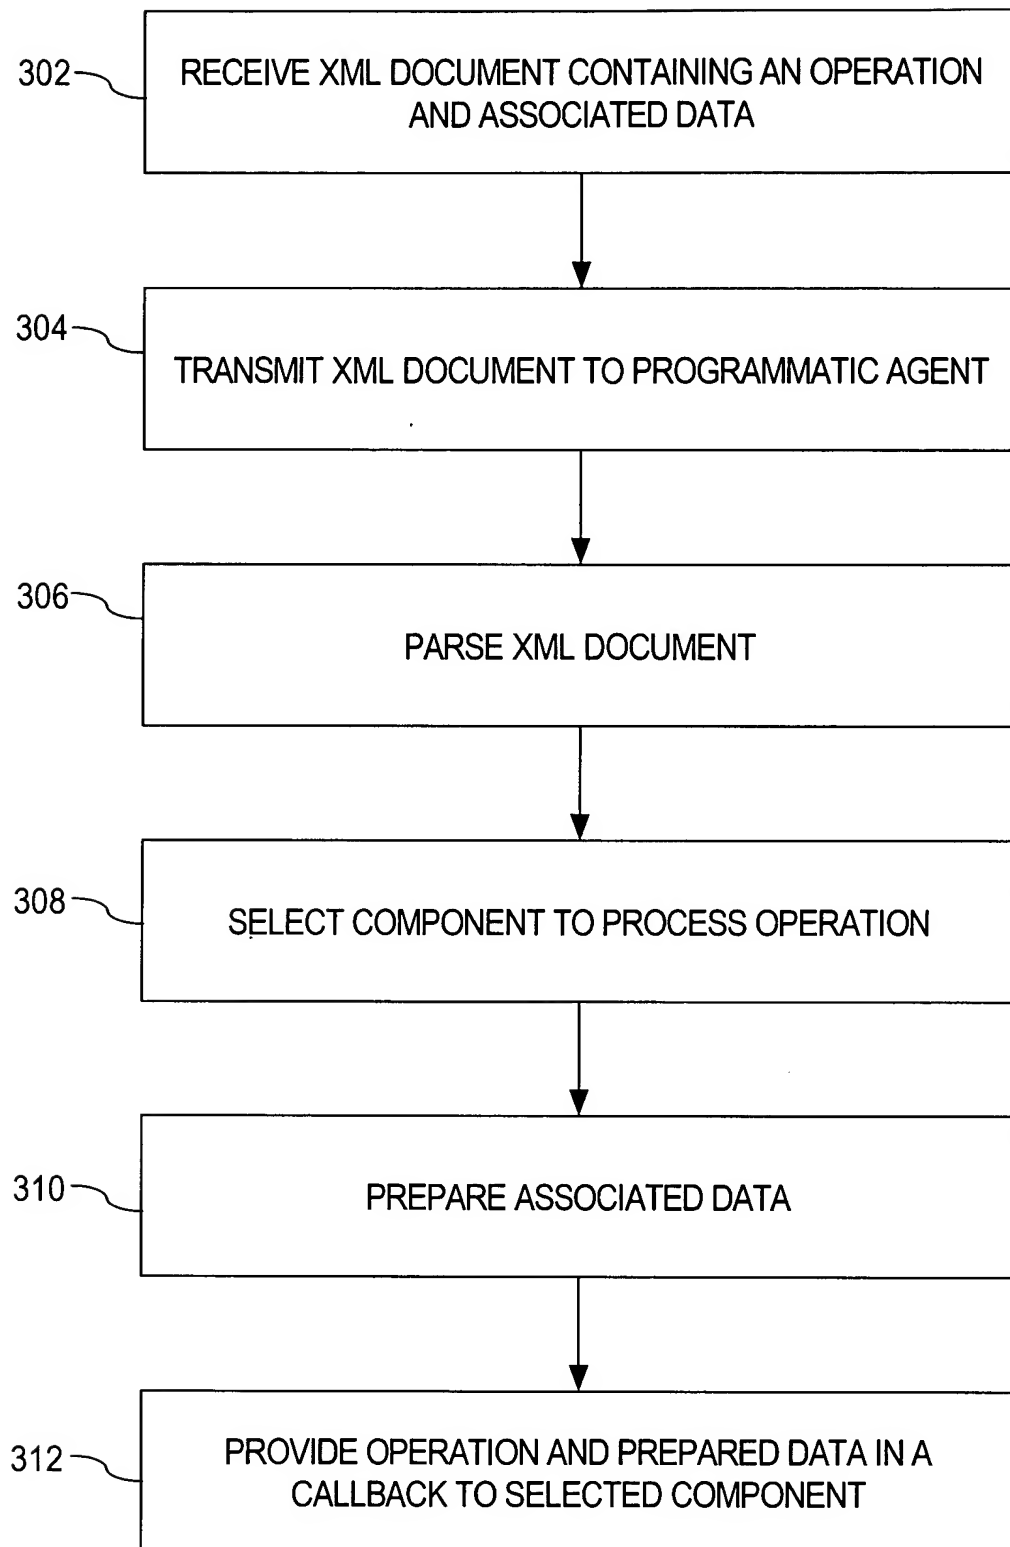 302
RECEIVE XML DOCUMENT CONTAINING AN OPERATION
AND ASSOCIATED DATA
304
TRANSMIT XML DOCUMENT TO PROGRAMMATIC AGENT
306
PARSE XML DOCUMENT
308
SELECT COMPONENT TO PROCESS OPERATION
310
PREPARE ASSOCIATED DATA
312
PROVIDE OPERATION AND PREPARED DATA IN A
CALLBACK TO SELECTED COMPONENT